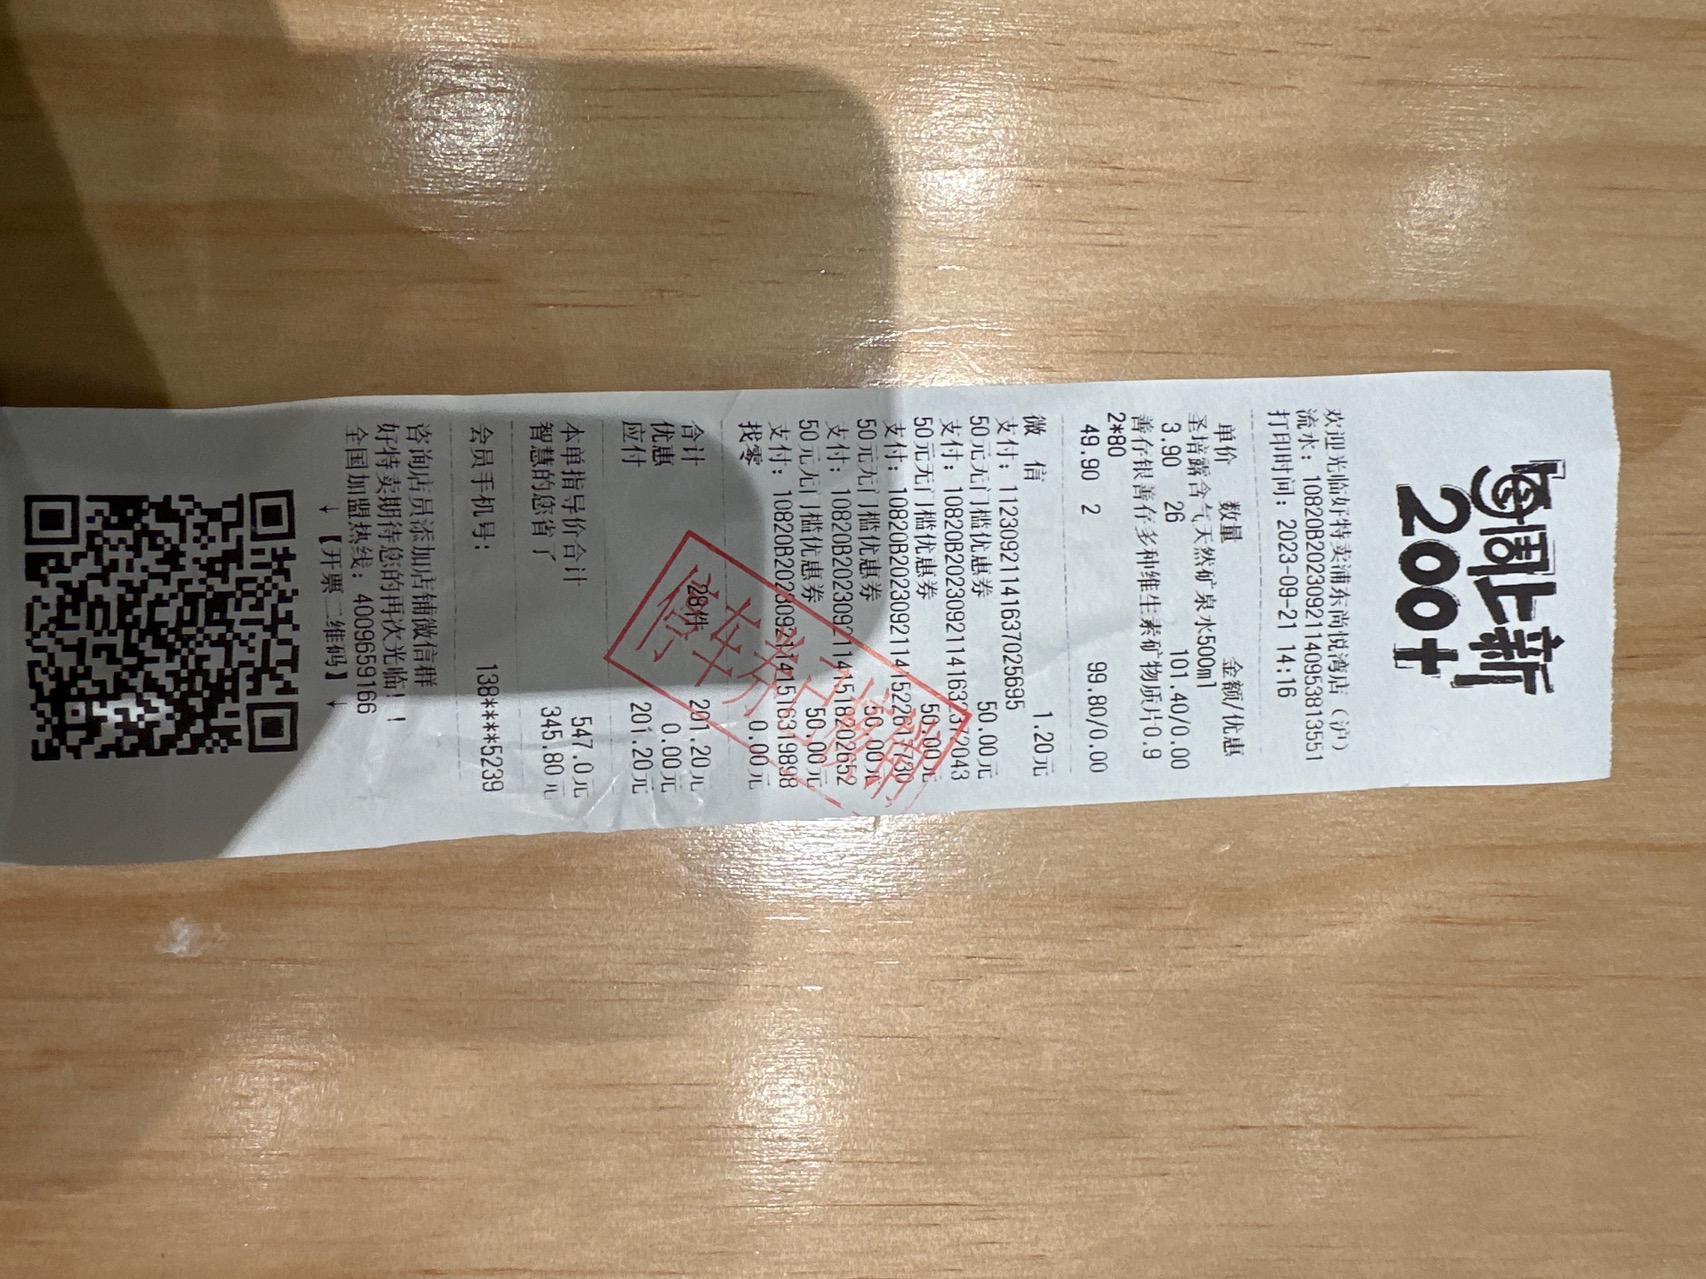 每周上新
200+
欢迎光临好特卖浦东尚悦湾店（沪）
流水：10820B20230921140953813551
打印时间：2023-09-21 14:16
单价 数量 金额/优惠
圣培露含气天然矿泉水500ml
3.90 26 101.40/0.00
善存银善存多种维生素矿物质片0.9
2*80
49.90 2 99.80/0.00
微 信 1.20元
支付：11230921141637025695
50元无门槛优惠券 50.00元
支付：10820B20230921141632372043
50元无门槛优惠券 50.00元
支付：10820B20230921141522817730
50元无门槛优惠券 50.00元
支付：10820B20230921141518202652
50元无门槛优惠券 50.00元
支付：10820B20230921141516319898
找零 0.00元
合计 28件 201.20元
优惠 0.00元
应付 201.20元
本单指导价合计 547.0元
智慧的您省了 345.80元
会员手机号： 138****5239
咨询店员添加店铺微信群
好特卖期待您的再次光临！！
全国加盟热线：4009659166
↓【开票二维码】↓
停车券已